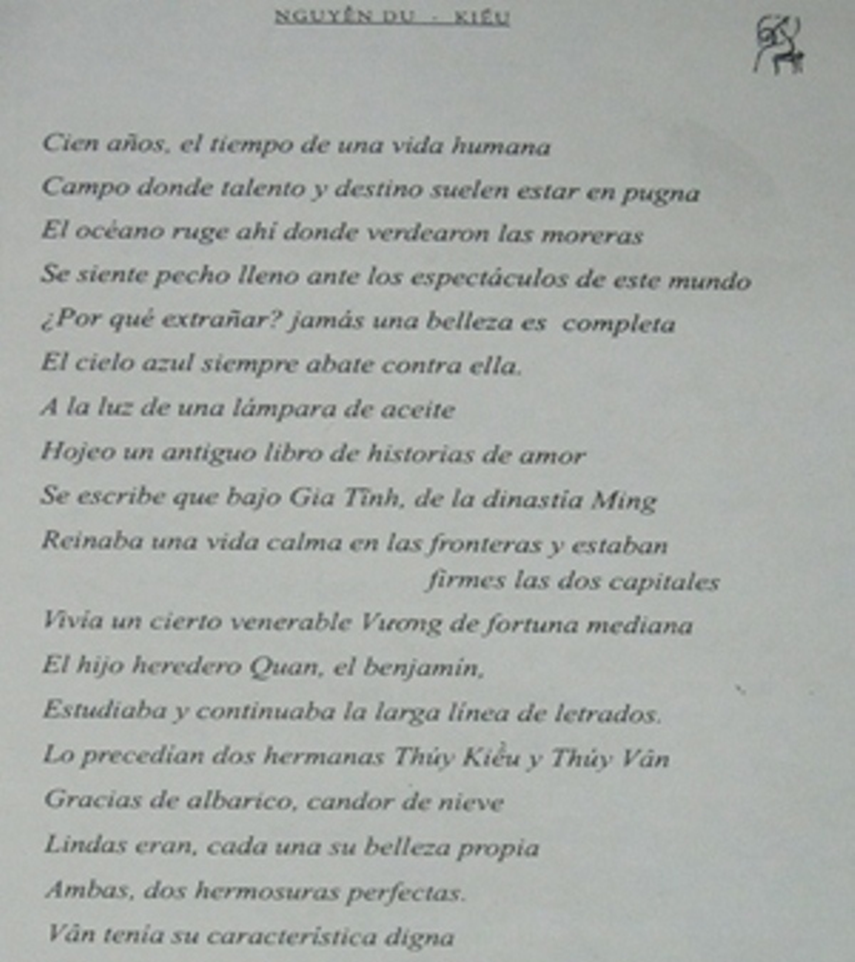 NGUYỄN DU - KIỀU
Cien años, el tiempo de una vida humana
Campo donde talento y destino suelen estar en pugna
El océano ruge ahí donde verdearon las moreras
Se siente pecho lleno ante los espectáculos de este mundo
¿Por qué extrañar? jamás una belleza es completa
El cielo azul siempre abate contra ella.
A la luz de una lámpara de aceite
Hojeo un antiguo libro de historias de amor
Se escribe que bajo Gia Tĩnh, de la dinastía Ming
Reinaba una vida calma en las fronteras y estaban
firmes las dos capitales
Vivía un cierto venerable Vương de fortuna mediana
El hijo heredero Quan, el benjamín,
Estudiaba y continuaba la larga línea de letrados.
Lo precedían dos hermanas Thúy Kiều y Thúy Vân
Gracias de albarico, candor de nieve
Lindas eran, cada una su belleza propia
Ambas, dos hermosuras perfectas.
Vân tenía su característica digna